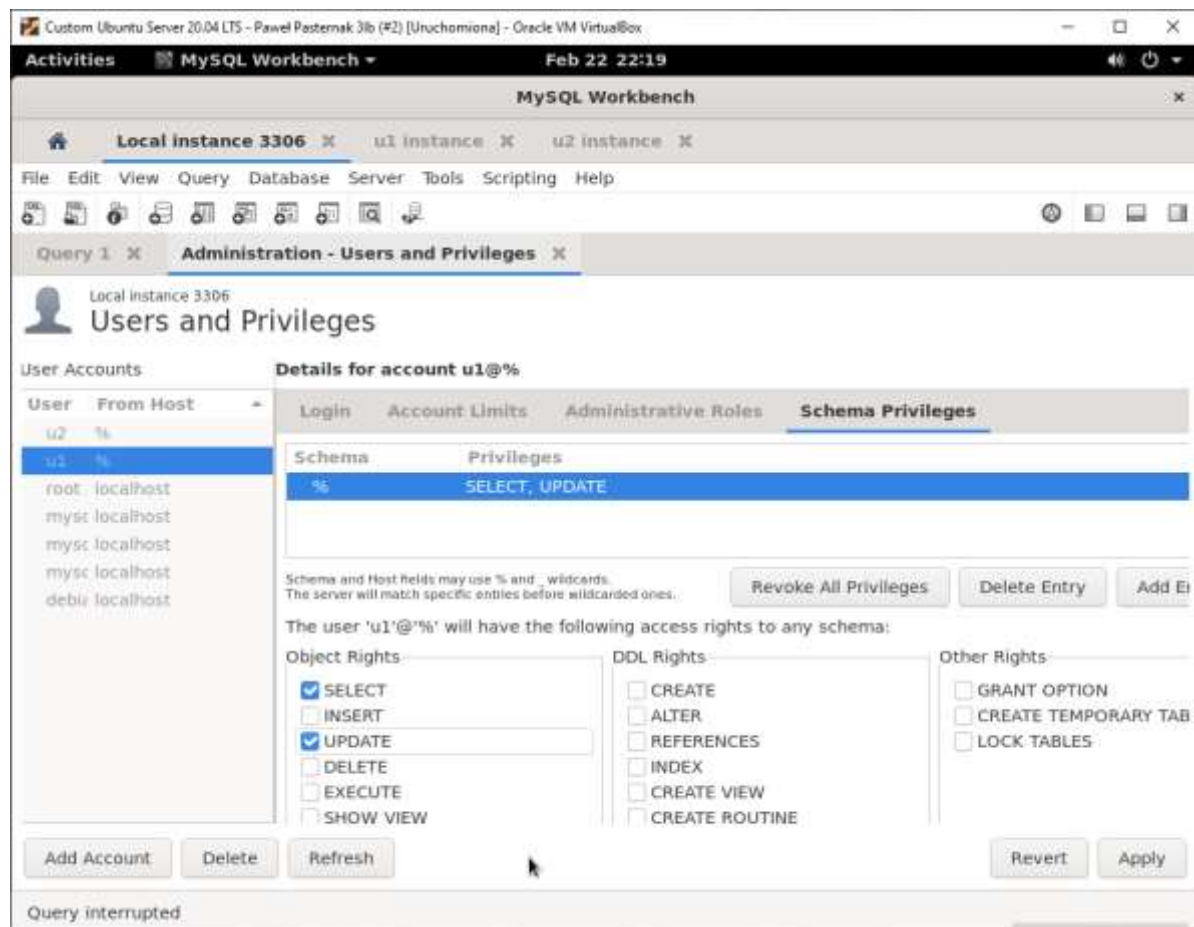 Custom Ubuntu Server 20.04 LTS - Paweł Pasternak 3Ib (#2) [Uruchomiona] - Oracle VM VirtualBox
Activities MySQL Workbench Feb 22 22:19
MySQL Workbench
Local instance 3306 u1 instance u2 instance
File Edit View Query Database Server Tools Scripting Help
Query 1 Administration - Users and Privileges
Local instance 3306
Users and Privileges
User Accounts
Details for account u1@%
User From Host
u2 %
u1 %
root localhost
mysc localhost
mysc localhost
mysc localhost
debia localhost
Login Account Limits Administrative Roles Schema Privileges
Schema Privileges
% SELECT, UPDATE
Schema and Host fields may use % and _ wildcards.
The server will match specific entries before wildcarded ones.
Revoke All Privileges Delete Entry Add E
The user 'u1'@'%' will have the following access rights to any schema:
Object Rights
SELECT
INSERT
UPDATE
DELETE
EXECUTE
SHOW VIEW
DDL Rights
CREATE
ALTER
REFERENCES
INDEX
CREATE VIEW
CREATE ROUTINE
Other Rights
GRANT OPTION
CREATE TEMPORARY TAB
LOCK TABLES
Add Account Delete Refresh Revert Apply
Query interrupted